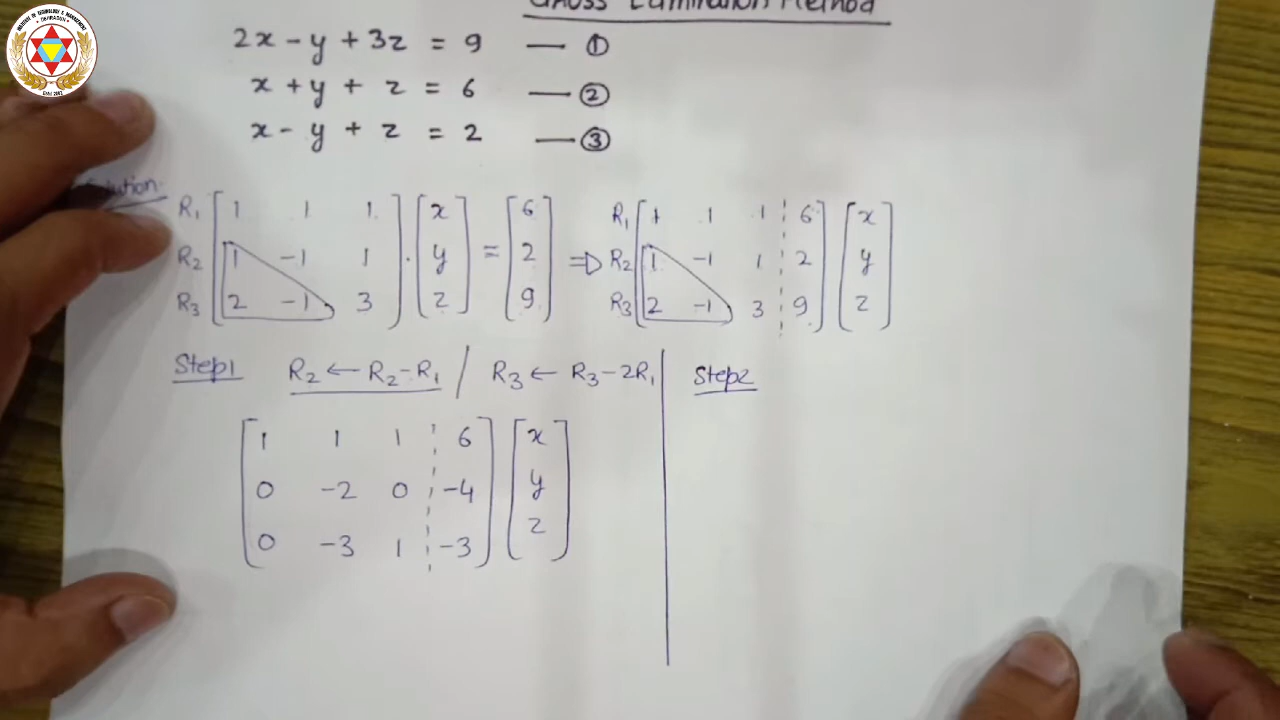 Gauss Elimination Method
2x - y + 3z = 9 — ①
x + y + z = 6 — ②
x - y + z = 2 — ③
Solution.
R₁ [ 1 1 1 ] [ x ] [ 6 ] R₁ [ 1 1 1 ¦ 6 ] [ x ]
R₂ [ 1 -1 1 ] . [ y ] = [ 2 ] ⇒ R₂ [ 1 -1 1 ¦ 2 ] [ y ]
R₃ [ 2 -1 3 ] [ z ] [ 9 ] R₃ [ 2 -1 3 ¦ 9 ] [ z ]
Step1 R₂ ← R₂-R₁ / R₃ ← R₃-2R₁
[ 1 1 1 ¦ 6 ] [ x ]
[ 0 -2 0 ¦ -4 ] [ y ]
[ 0 -3 1 ¦ -3 ] [ z ]
Step2